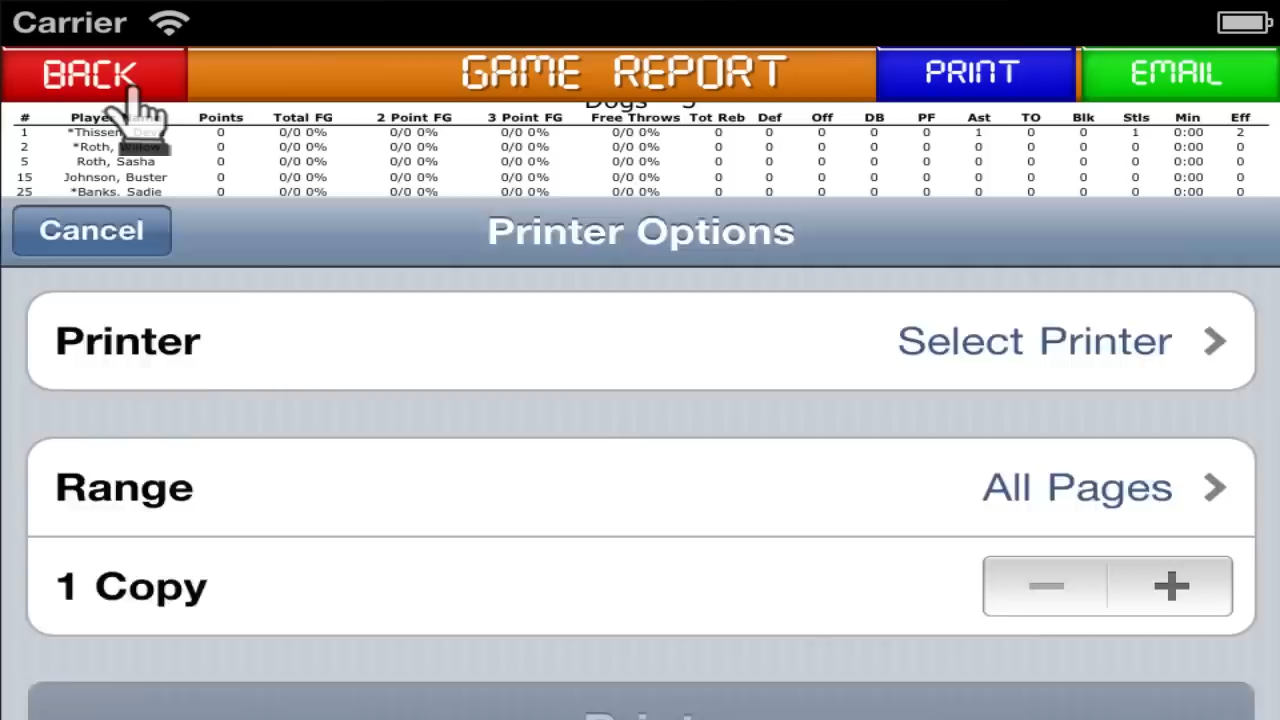 Carrier
BACK GAME REPORT PRINT EMAIL
# Points Total FG 2 Point FG 3 Point FG Free Throws Tot Reb Def Off DB PF Ast TO Blk Stls Min Eff
1 *Thissen, 0 0/0 0% 0/0 0% 0/0 0% 0/0 0% 0 0 0 0 0 1 0 0 1 0:00 2
2 *Roth, Willow 0 0/0 0% 0/0 0% 0/0 0% 0/0 0% 0 0 0 0 0 0 0 0 0 0:00 0
5 Roth, Sasha 0 0/0 0% 0/0 0% 0/0 0% 0/0 0% 0 0 0 0 0 0 0 0 0 0:00 0
15 Johnson, Buster 0 0/0 0% 0/0 0% 0/0 0% 0/0 0% 0 0 0 0 0 0 0 0 0 0:00 0
25 *Banks, Sadie 0 0/0 0% 0/0 0% 0/0 0% 0/0 0% 0 0 0 0 0 0 0 0 0 0:00 0
Cancel Printer Options
Printer Select Printer
Range All Pages
1 Copy − +